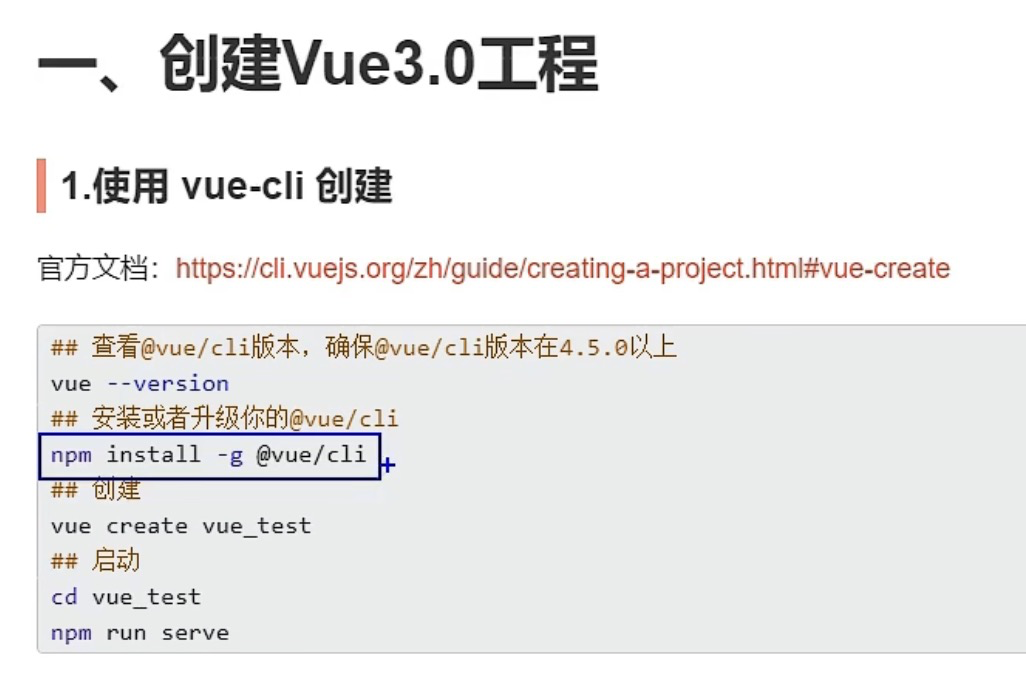 一、创建Vue3.0工程
1.使用 vue-cli 创建
官方文档：https://cli.vuejs.org/zh/guide/creating-a-project.html#vue-create
## 查看@vue/cli版本，确保@vue/cli版本在4.5.0以上
vue --version
## 安装或者升级你的@vue/cli
npm install -g @vue/cli
## 创建
vue create vue_test
## 启动
cd vue_test
npm run serve